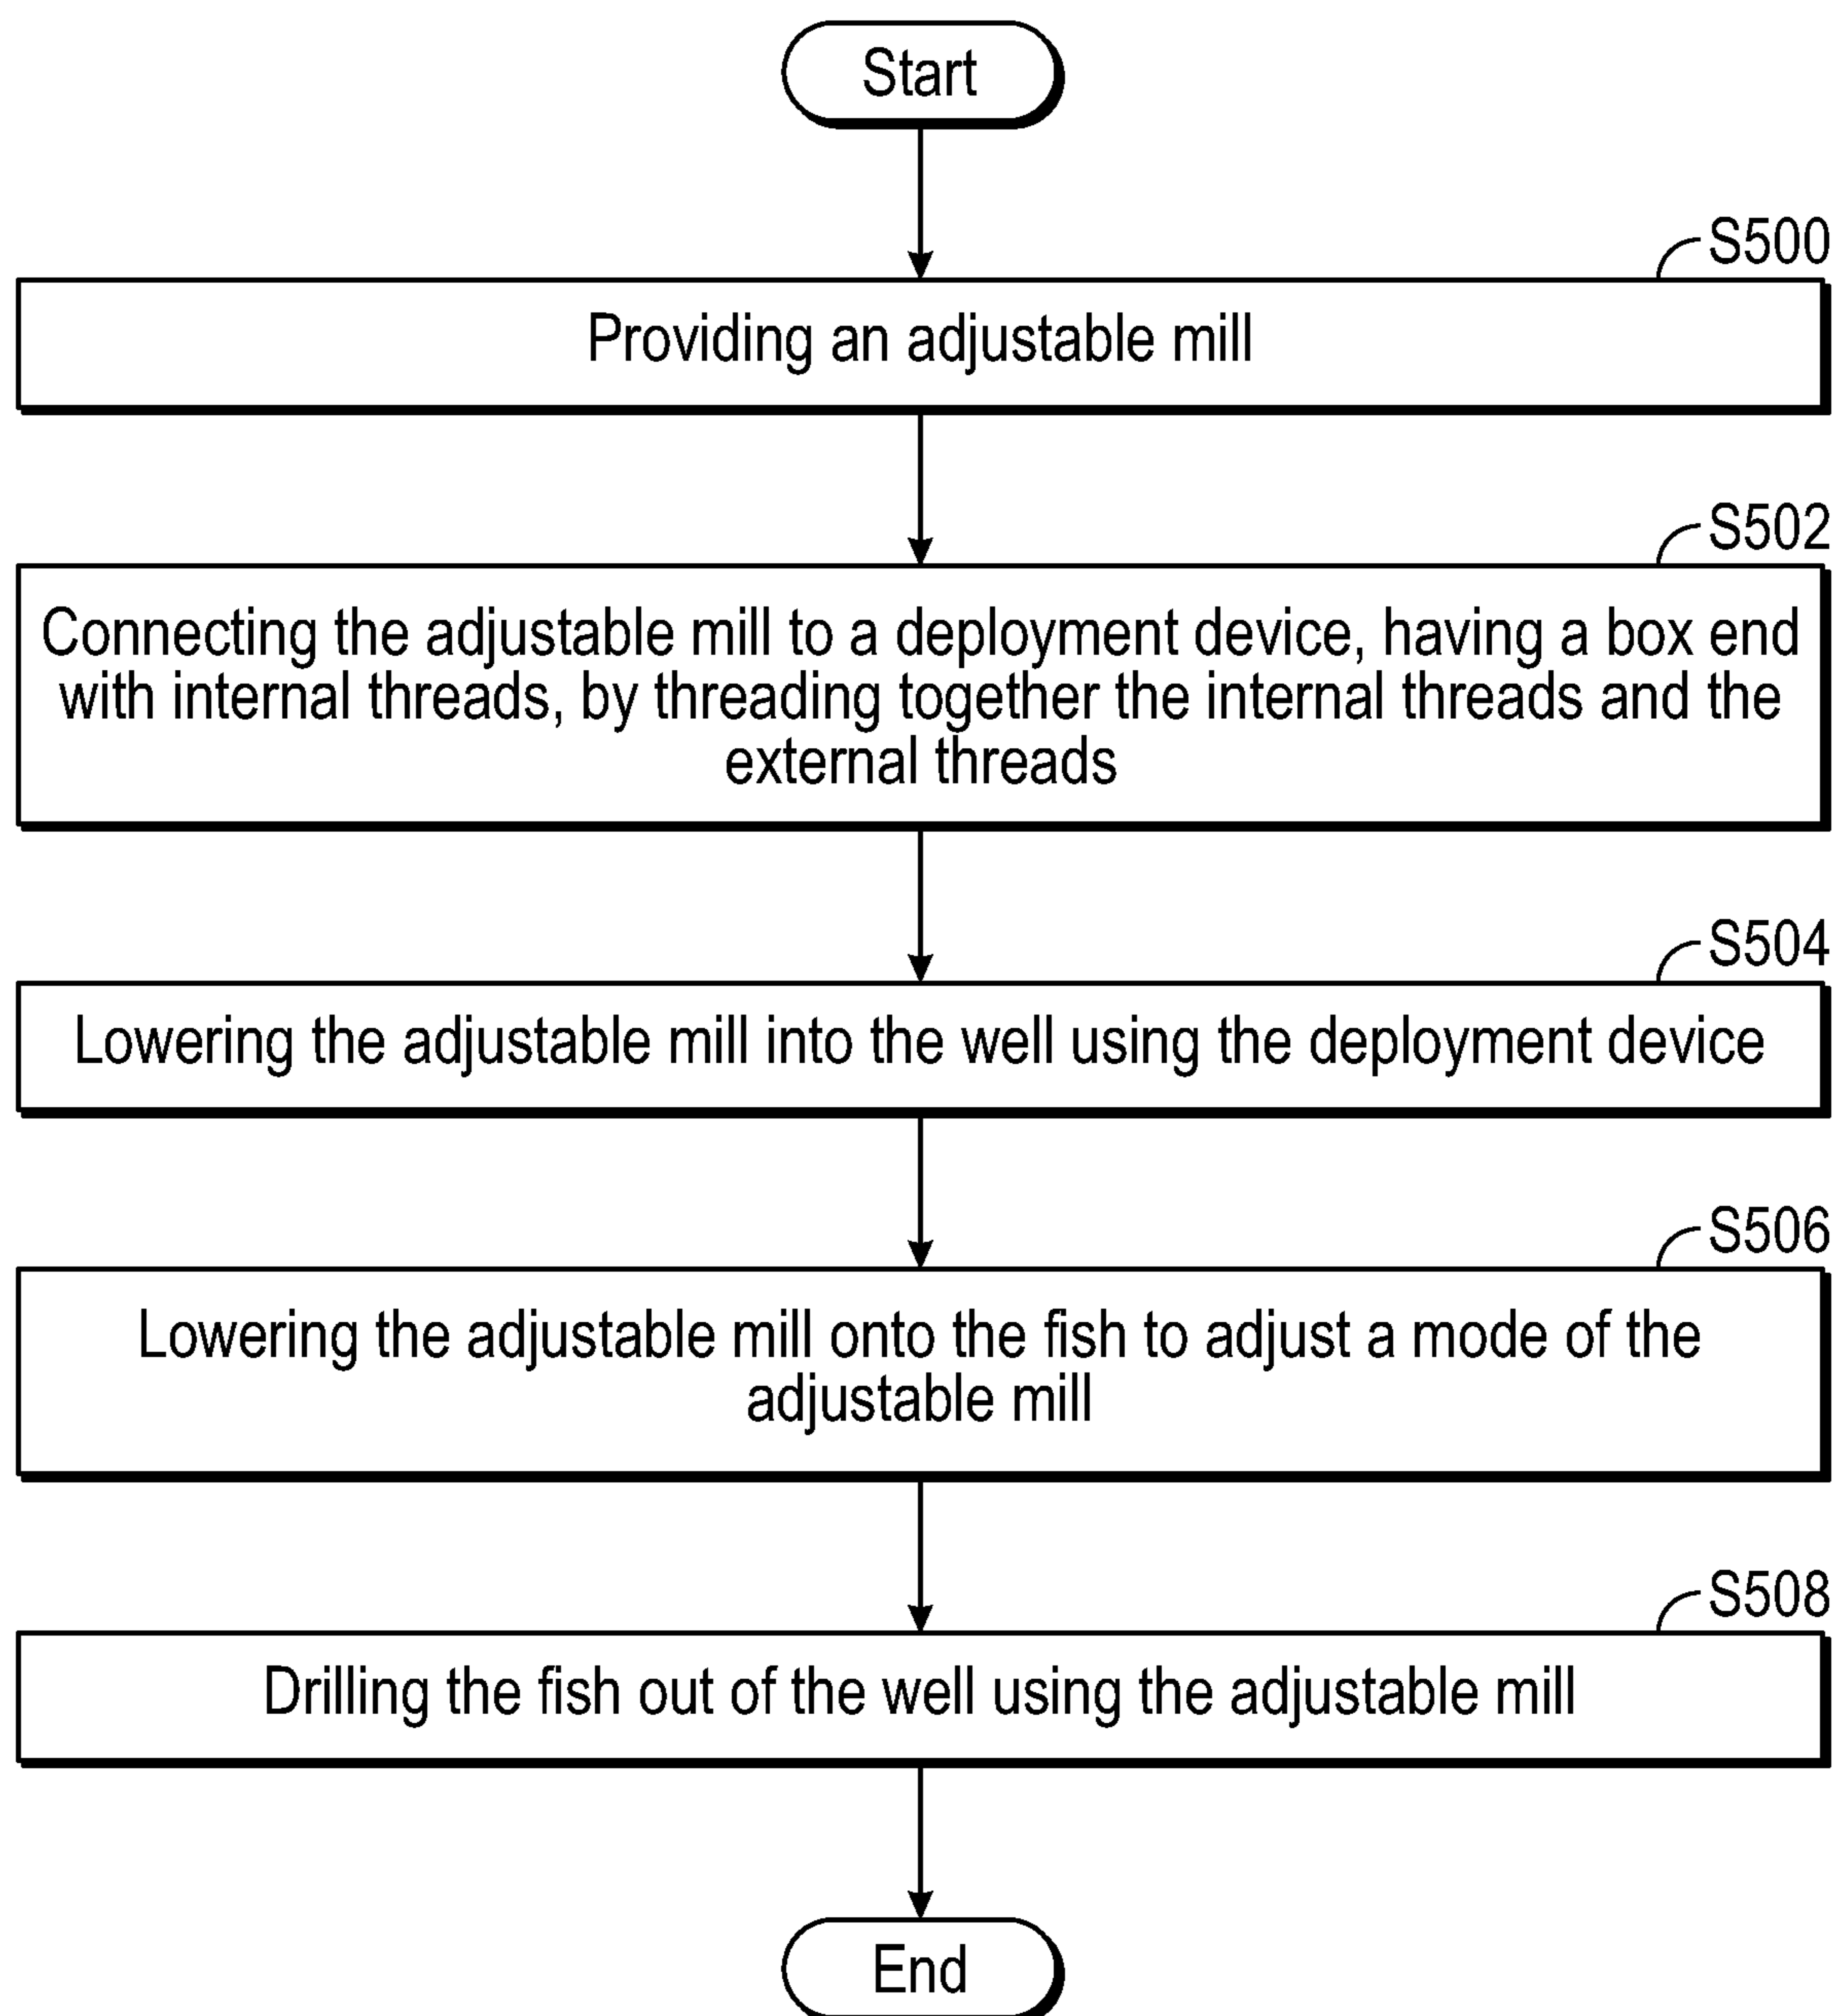 Start
S500
Providing an adjustable mill
S502
Connecting the adjustable mill to a deployment device, having a box end
with internal threads, by threading together the internal threads and the
external threads
S504
Lowering the adjustable mill into the well using the deployment device
S506
Lowering the adjustable mill onto the fish to adjust a mode of the
adjustable mill
S508
Drilling the fish out of the well using the adjustable mill
End